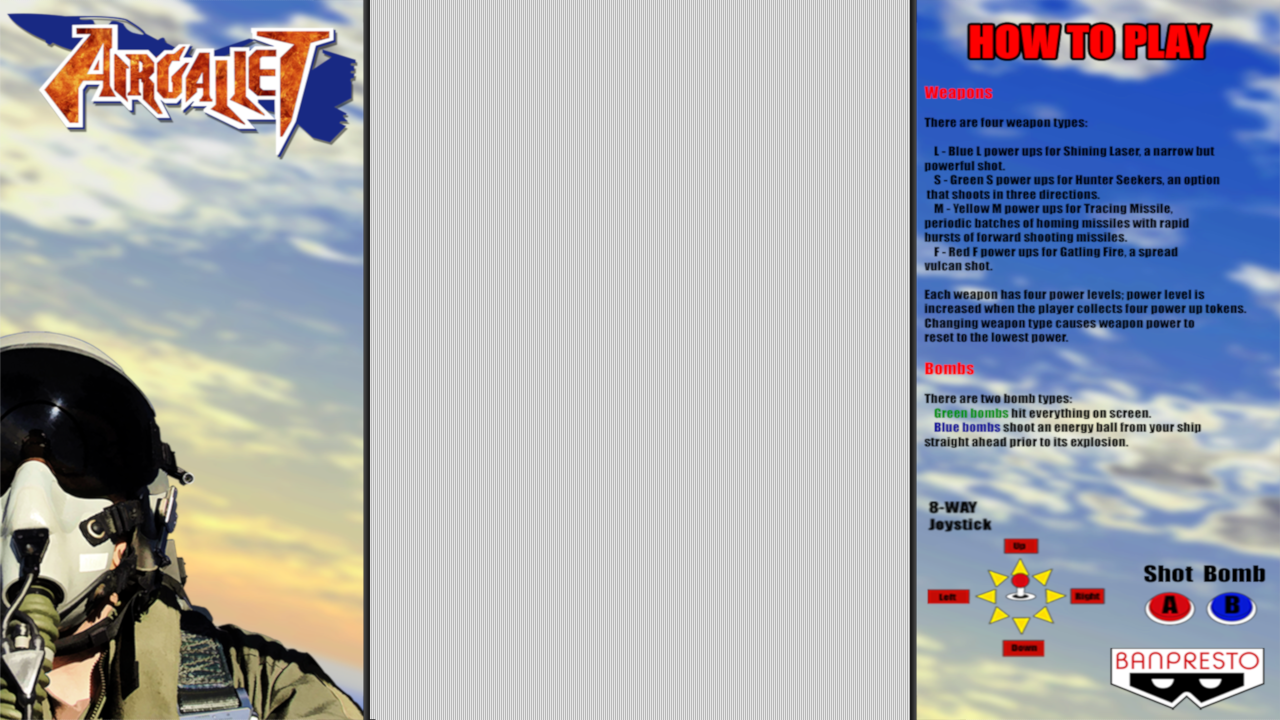 AIRGALLET
HOW TO PLAY
Weapons
There are four weapon types:
L - Blue L power ups for Shining Laser, a narrow but
powerful shot.
S - Green S power ups for Hunter Seekers, an option
that shoots in three directions.
M - Yellow M power ups for Tracing Missile,
periodic batches of homing missiles with rapid
bursts of forward shooting missiles.
F - Red F power ups for Gatling Fire, a spread
vulcan shot.
Each weapon has four power levels; power level is
increased when the player collects four power up tokens.
Changing weapon type causes weapon power to
reset to the lowest power.
Bombs
There are two bomb types:
Green bombs hit everything on screen.
Blue bombs shoot an energy ball from your ship
straight ahead prior to its explosion.
8-WAY
Joystick
Up
Left
Right
Down
Shot Bomb
A B
BANPRESTO